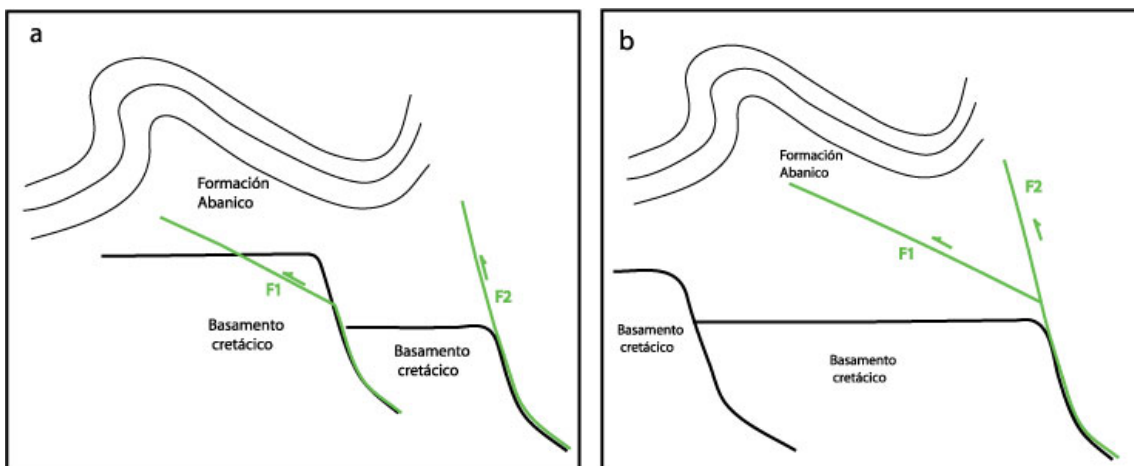 a
Formación
Abanico
F1
F2
Basamento
cretácico
Basamento
cretácico
b
Formación
Abanico
F2
F1
Basamento
cretácico
Basamento
cretácico